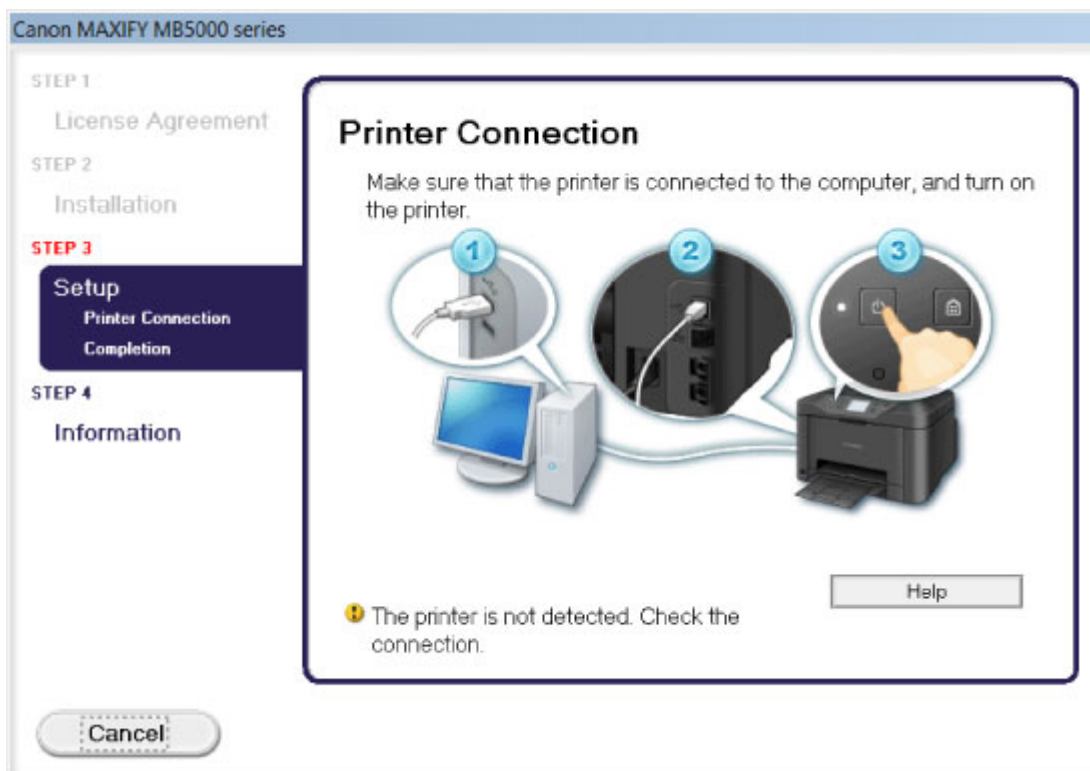 Canon MAXIFY MB5000 series
STEP 1
License Agreement
STEP 2
Installation
STEP 3
Setup
Printer Connection
Completion
STEP 4
Information
Printer Connection
Make sure that the printer is connected to the computer, and turn on
the printer.
1
2
3
Help
The printer is not detected. Check the
connection.
Cancel